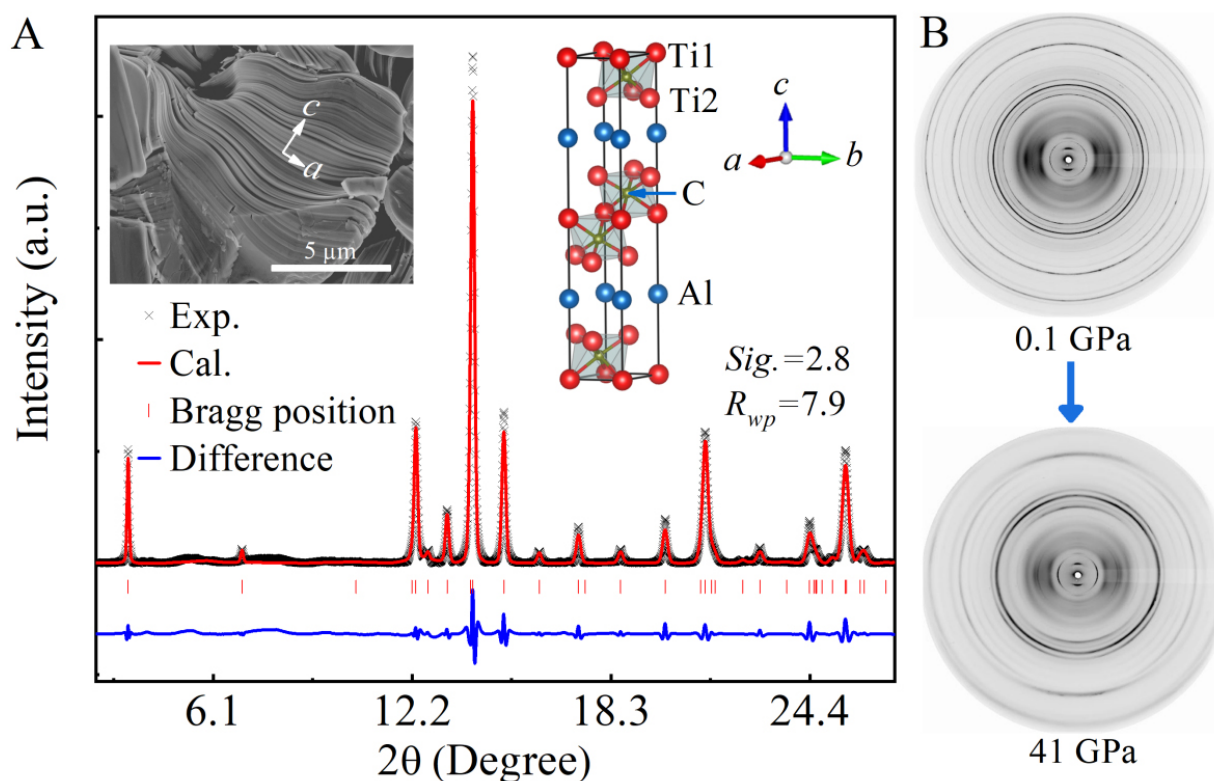 A
Intensity (a.u.)
c
a
5 μm
× Exp.
Cal.
Bragg position
Difference
Ti1
Ti2
C
Al
c
a
b
Sig.=2.8
Rwp=7.9
6.1 12.2 18.3 24.4
2θ (Degree)
B
0.1 GPa
41 GPa